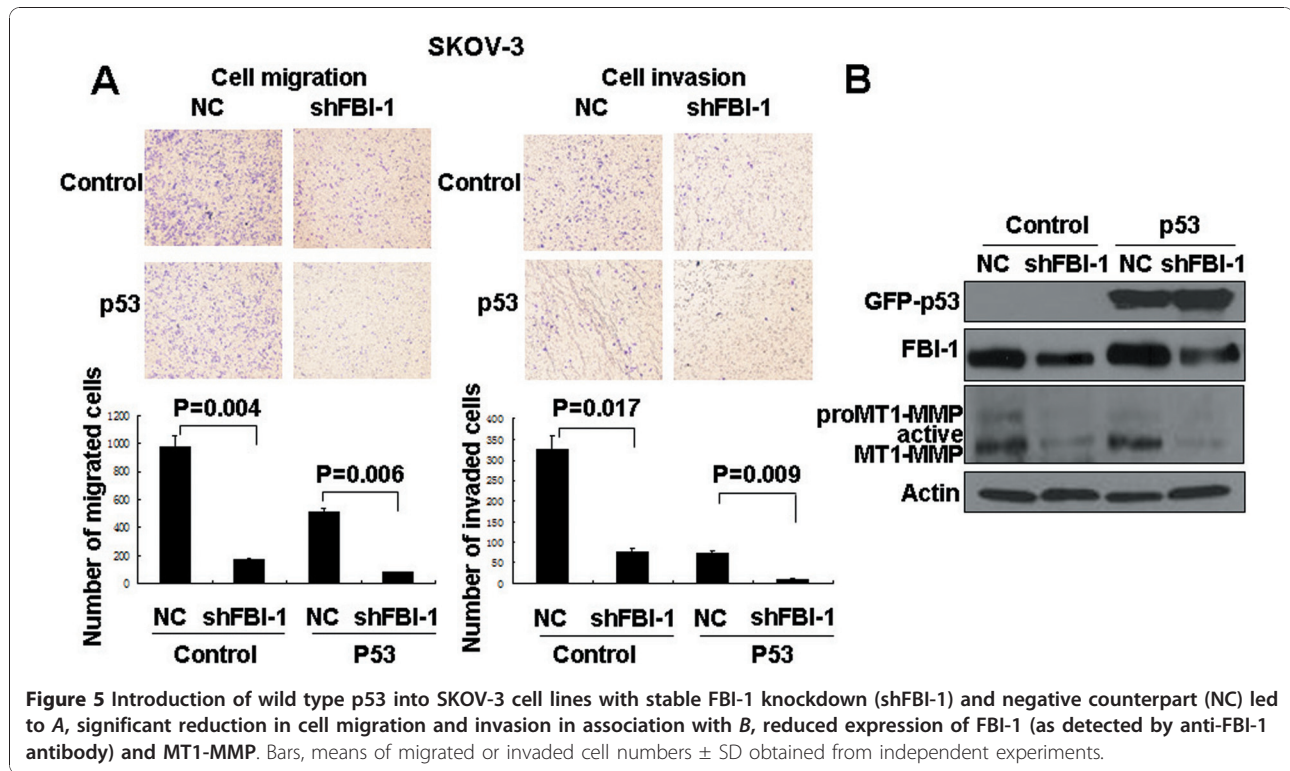 SKOV-3
A
Cell migration
NC shFBI-1
Control
p53
Number of migrated cells
1200
1000
800
600
400
200
0
P=0.004
P=0.006
NC shFBI-1 NC shFBI-1
Control P53
Cell invasion
NC shFBI-1
Control
p53
Number of invaded cells
400
350
300
250
200
150
100
50
0
P=0.017
P=0.009
NC shFBI-1 NC shFBI-1
Control P53
B
Control p53
NC shFBI-1 NC shFBI-1
GFP-p53
FBI-1
proMT1-MMP
active
MT1-MMP
Actin
Figure 5 Introduction of wild type p53 into SKOV-3 cell lines with stable FBI-1 knockdown (shFBI-1) and negative counterpart (NC) led
to A, significant reduction in cell migration and invasion in association with B, reduced expression of FBI-1 (as detected by anti-FBI-1
antibody) and MT1-MMP. Bars, means of migrated or invaded cell numbers ± SD obtained from independent experiments.